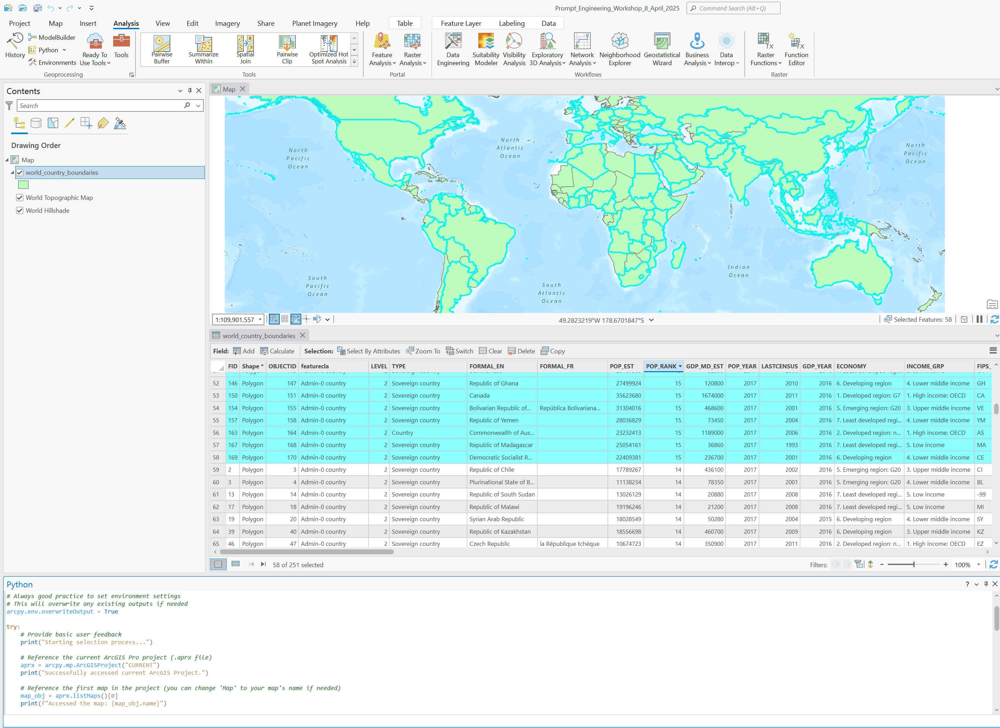 Prompt_Engineering_Workshop_8_April_2025
Command Search (Alt+Q)
Project Map Insert Analysis View Edit Imagery Share Planet Imagery Help Table Feature Layer Labeling Data
History
ModelBuilder
Python
Environments
Ready To Use Tools
Tools
Geoprocessing
Pairwise Buffer
Summarize Within
Spatial Join
Pairwise Clip
Optimized Hot Spot Analysis
Tools
Feature Analysis
Raster Analysis
Portal
Data Engineering
Suitability Modeler
Visibility Analysis
Exploratory 3D Analysis
Network Analysis
Neighborhood Explorer
Geostatistical Wizard
Business Analysis
Data Interop
Workflows
Raster Functions
Function Editor
Raster
Contents
Search
Drawing Order
Map
world_country_boundaries
World Topographic Map
World Hillshade
Map
North Pacific Ocean
North Atlantic Ocean
North Pacific Ocean
South Pacific Ocean
South Atlantic Ocean
Indian Ocean
1:109,901,557
49.2823219°W 178.6701847°S
Selected Features: 58
world_country_boundaries
Field: Add Calculate Selection: Select By Attributes Zoom To Switch Clear Delete Copy
FID Shape * OBJECTID featurecla LEVEL TYPE FORMAL_EN FORMAL_FR POP_EST POP_RANK GDP_MD_EST POP_YEAR LASTCENSUS GDP_YEAR ECONOMY INCOME_GRP FIPS_
52 146 Polygon 147 Admin-0 country 2 Sovereign country Republic of Ghana 27499924 15 120800 2017 2010 2016 6. Developing region 4. Lower middle income GH
53 150 Polygon 151 Admin-0 country 2 Sovereign country Canada 35623680 15 1674000 2017 2011 2016 1. Developed region: G7 1. High income: OECD CA
54 154 Polygon 155 Admin-0 country 2 Sovereign country Bolivarian Republic of... República Bolivariana... 31304016 15 468600 2017 2001 2016 5. Emerging region: G20 3. Upper middle income VE
55 157 Polygon 158 Admin-0 country 2 Sovereign country Republic of Yemen 28036829 15 73450 2017 2004 2016 7. Least developed regi... 4. Lower middle income YM
56 163 Polygon 164 Admin-0 country 2 Country Commonwealth of Aus... 23232413 15 1189000 2017 2006 2016 2. Developed region: n... 1. High income: OECD AS
57 167 Polygon 168 Admin-0 country 2 Sovereign country Republic of Madagascar 25054161 15 36860 2017 1993 2016 7. Least developed regi... 5. Low income MA
58 169 Polygon 170 Admin-0 country 2 Sovereign country Democratic Socialist R... 22409381 15 236700 2017 2001 2016 6. Developing region 4. Lower middle income CE
59 2 Polygon 3 Admin-0 country 2 Sovereign country Republic of Chile 17789267 14 436100 2017 2002 2016 5. Emerging region: G20 3. Upper middle income CI
60 3 Polygon 4 Admin-0 country 2 Sovereign country Plurinational State of B... 11138234 14 78350 2017 2001 2016 5. Emerging region: G20 4. Lower middle income BL
61 13 Polygon 14 Admin-0 country 2 Sovereign country Republic of South Sudan 13026129 14 20880 2017 2008 2016 7. Least developed regi... 5. Low income -99
62 17 Polygon 18 Admin-0 country 2 Sovereign country Republic of Malawi 19196246 14 21200 2017 2008 2016 7. Least developed regi... 5. Low income MI
63 19 Polygon 20 Admin-0 country 2 Sovereign country Syrian Arab Republic 18028549 14 50280 2017 2004 2015 6. Developing region 4. Lower middle income SY
64 39 Polygon 40 Admin-0 country 2 Sovereign country Republic of Kazakhstan 18556698 14 460700 2017 2009 2016 6. Developing region 3. Upper middle income KZ
65 46 Polygon 47 Admin-0 country 2 Sovereign country Czech Republic la République tchèque 10674723 14 350900 2017 2011 2016 2. Developed region: n... 1. High income: OECD EZ
58 of 251 selected
Filters: 100%
Python
# Always good practice to set environment settings
# This will overwrite any existing outputs if needed
arcpy.env.overwriteOutput = True
try:
# Provide basic user feedback
print("Starting selection process...")
# Reference the current ArcGIS Pro project (.aprx file)
aprx = arcpy.mp.ArcGISProject("CURRENT")
print("Successfully accessed current ArcGIS Project.")
# Reference the first map in the project (you can change 'Map' to your map's name if needed)
map_obj = aprx.listMaps()[0]
print(f"Accessed the map: {map_obj.name}")